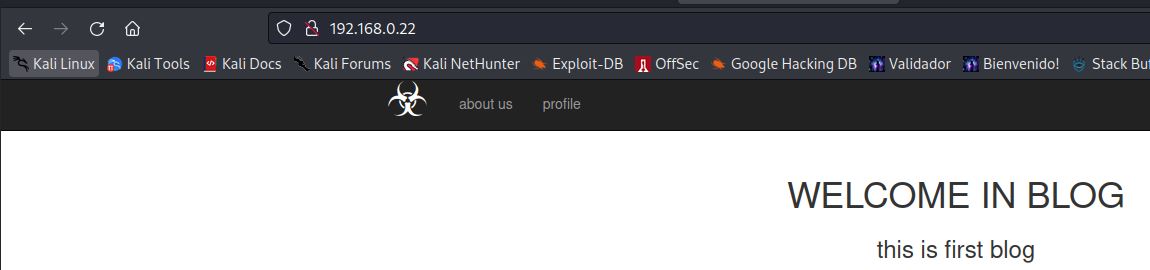 192.168.0.22
Kali Linux Kali Tools Kali Docs Kali Forums Kali NetHunter Exploit-DB OffSec Google Hacking DB Validador Bienvenido! Stack Bu
about us profile
WELCOME IN BLOG
this is first blog